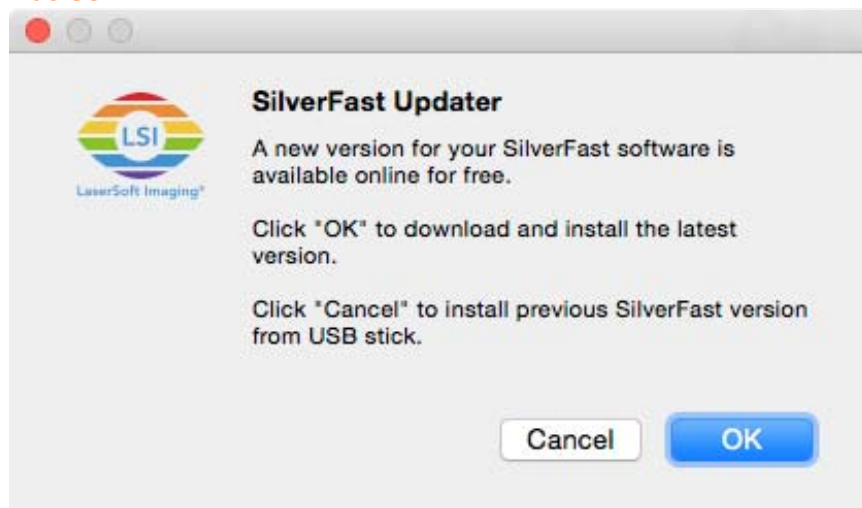 LSI
LaserSoft Imaging®
SilverFast Updater
A new version for your SilverFast software is
available online for free.
Click "OK" to download and install the latest
version.
Click "Cancel" to install previous SilverFast version
from USB stick.
Cancel
OK